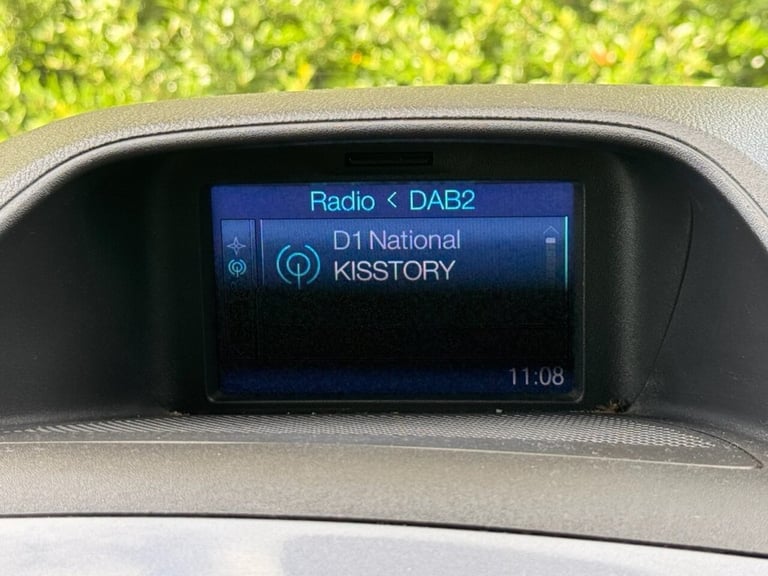 Radio < DAB2
D1 National
KISSTORY
11:08